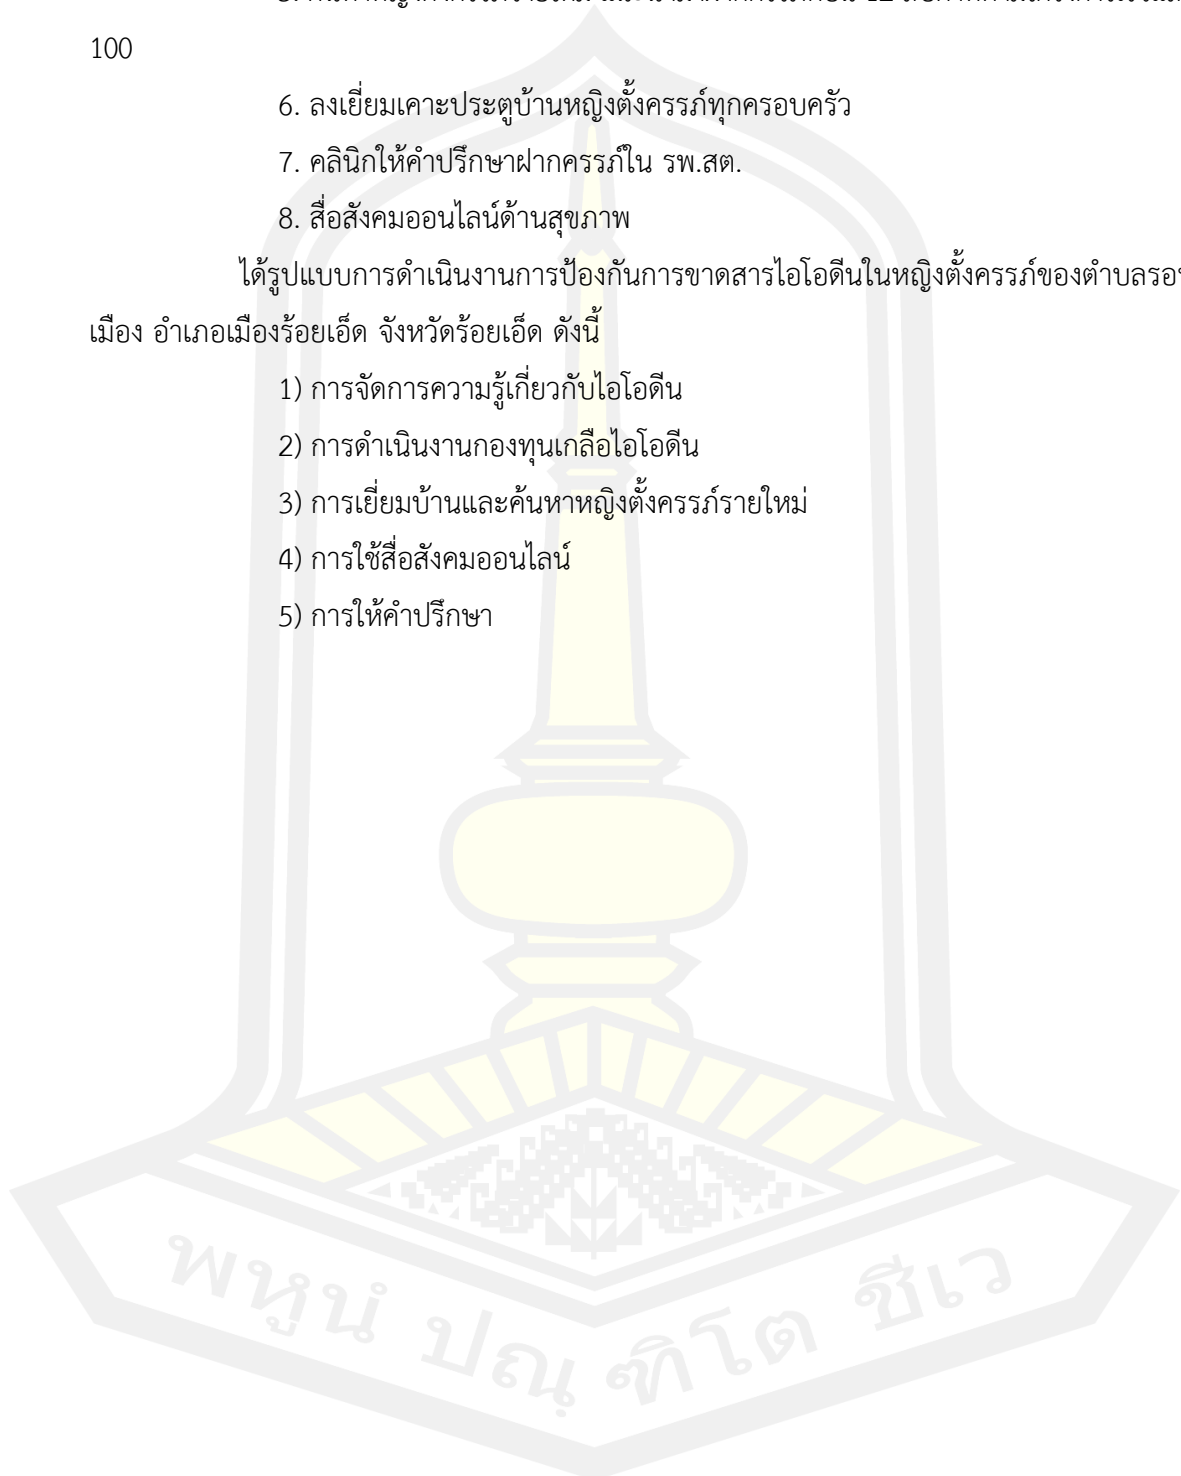 100
6. ลงเยี่ยมเคาะประตูบ้านหญิงตั้งครรภ์ทุกครอบครัว
7. คลินิกให้คำปรึกษาฝากครรภ์ใน รพ.สต.
8. สื่อสังคมออนไลน์ด้านสุขภาพ
ได้รูปแบบการดำเนินงานการป้องกันการขาดสารไอโอดีนในหญิงตั้งครรภ์ของตำบลรอบ
เมือง อำเภอเมืองร้อยเอ็ด จังหวัดร้อยเอ็ด ดังนี้
1) การจัดการความรู้เกี่ยวกับไอโอดีน
2) การดำเนินงานกองทุนเกลือไอโอดีน
3) การเยี่ยมบ้านและค้นหาหญิงตั้งครรภ์รายใหม่
4) การใช้สื่อสังคมออนไลน์
5) การให้คำปรึกษา
พหูนํ ปณฺฑิโต ชีเว